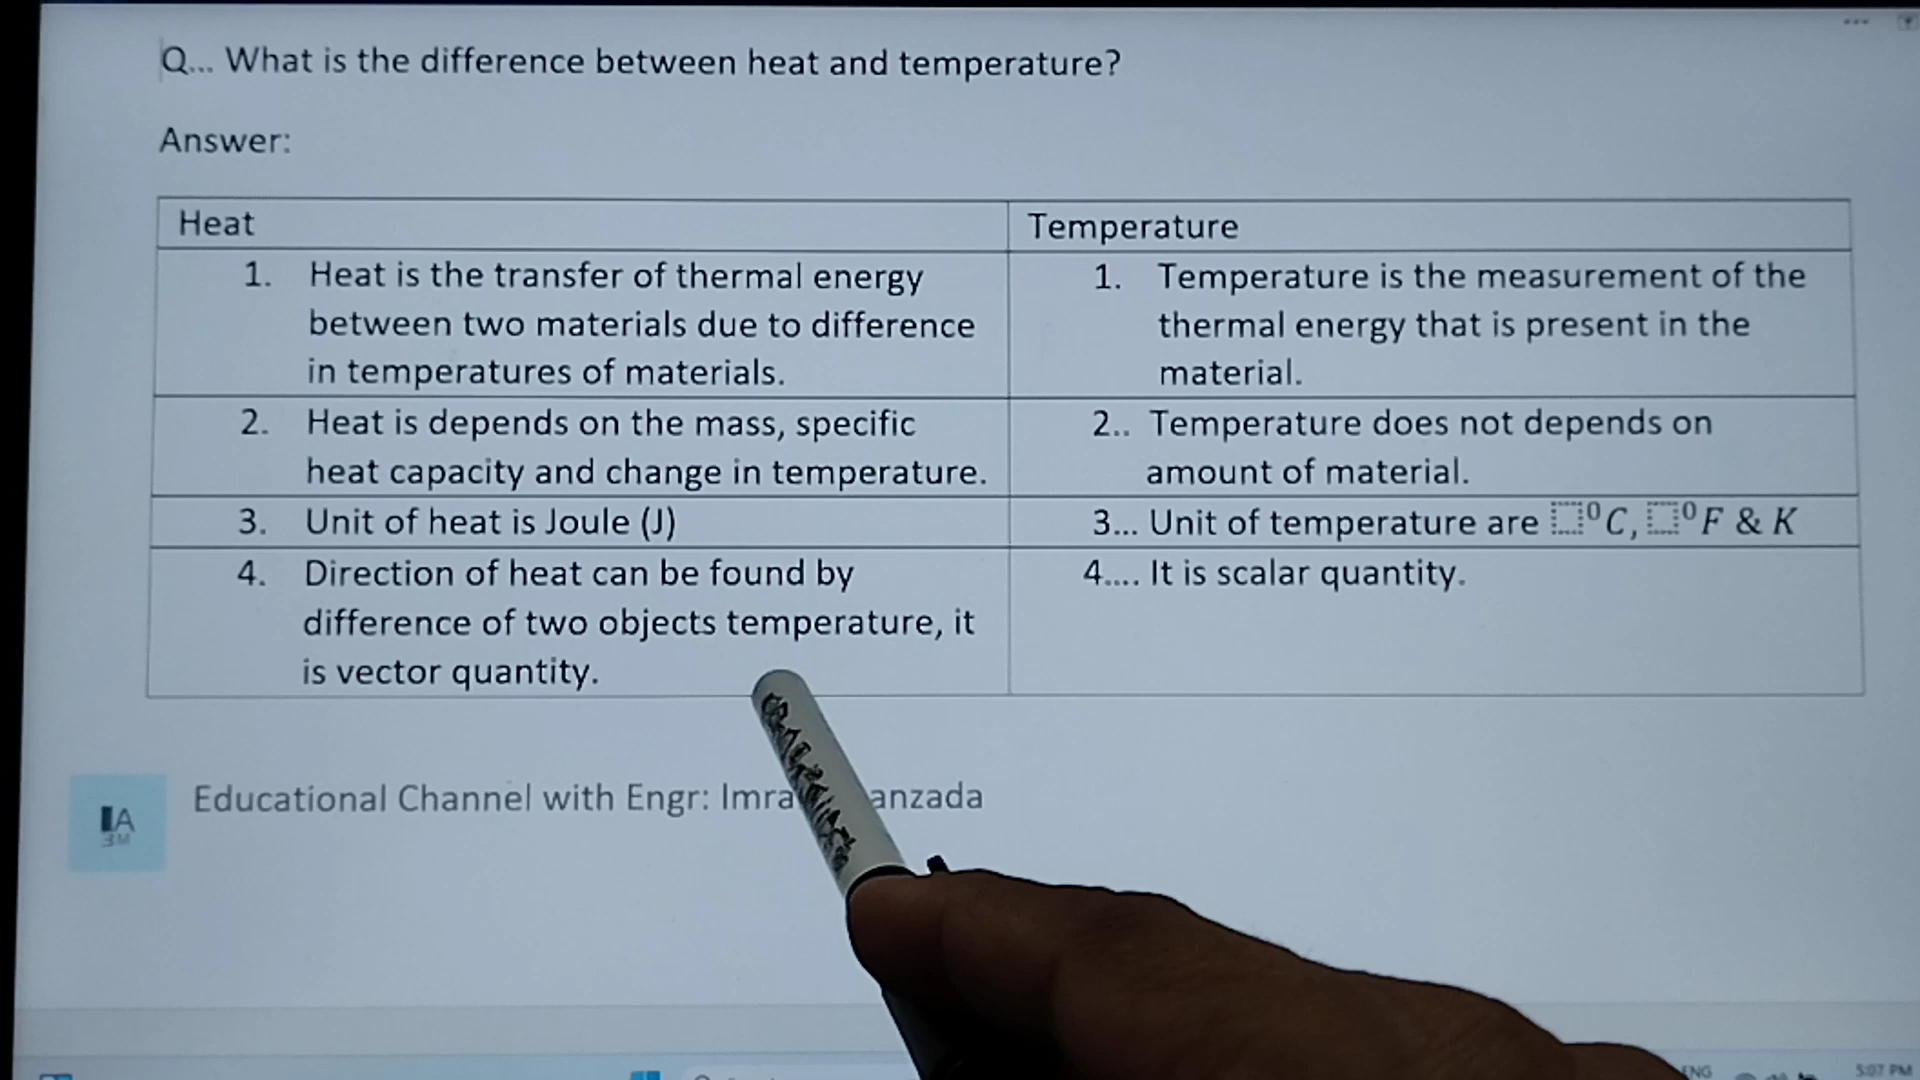 Q... What is the difference between heat and temperature?
Answer:
Heat
Temperature
1. Heat is the transfer of thermal energy
between two materials due to difference
in temperatures of materials.
1. Temperature is the measurement of the
thermal energy that is present in the
material.
2. Heat is depends on the mass, specific
heat capacity and change in temperature.
2.. Temperature does not depends on
amount of material.
3. Unit of heat is Joule (J)
3... Unit of temperature are ⁰C, ⁰F & K
4. Direction of heat can be found by
difference of two objects temperature, it
is vector quantity.
4.... It is scalar quantity.
Educational Channel with Engr:
IA
3M
ENG
5:07 PM